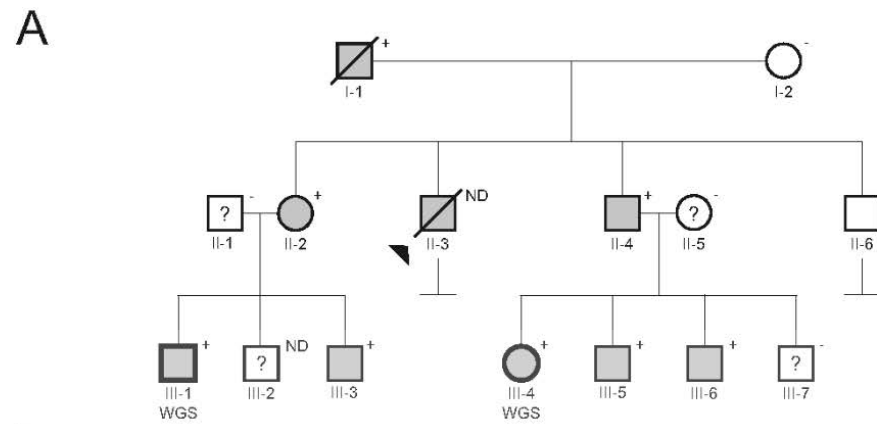 A
+ -
I-1 I-2
? - + ND + ? -
II-1 II-2 II-3 II-4 II-5 II-6
+ ? ND + + + + ? -
III-1 III-2 III-3 III-4 III-5 III-6 III-7
WGS WGS